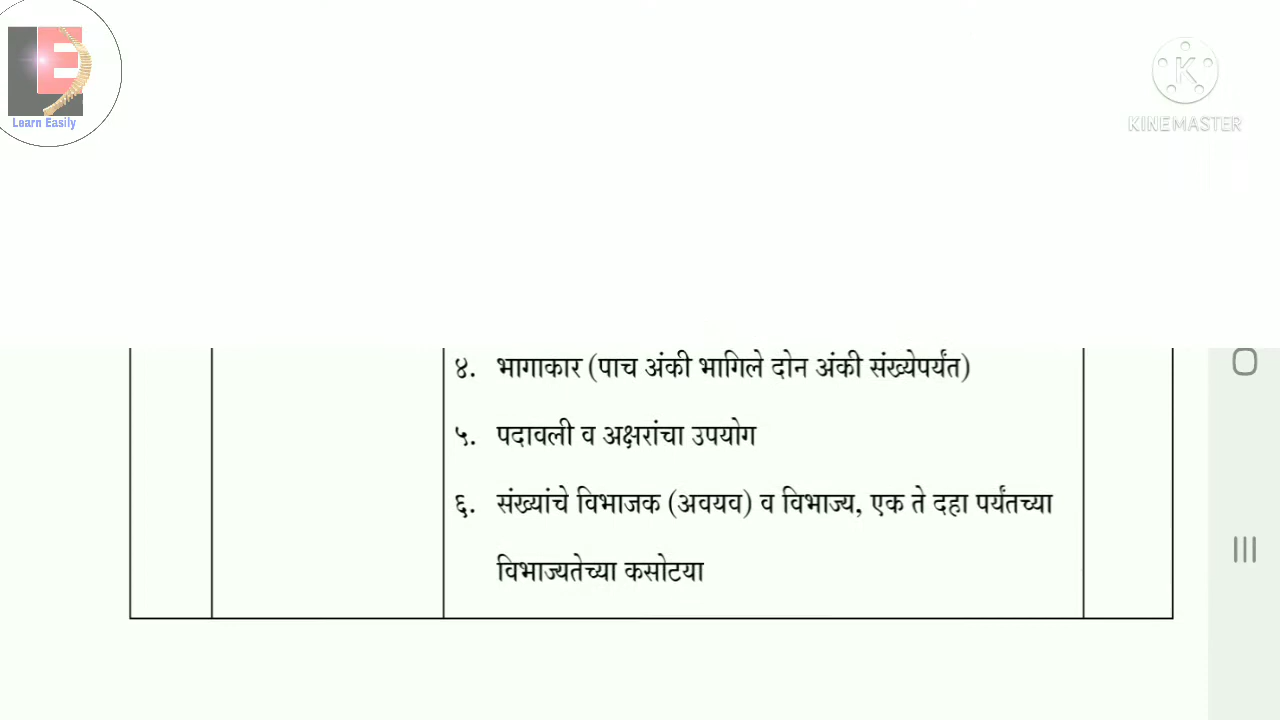 Learn Easily
KINEMASTER
४. भागाकार (पाच अंकी भागिले दोन अंकी संख्येपर्यंत)
५. पदावली व अक्षरांचा उपयोग
६. संख्यांचे विभाजक (अवयव) व विभाज्य, एक ते दहा पर्यंतच्या
विभाज्यतेच्या कसोटया